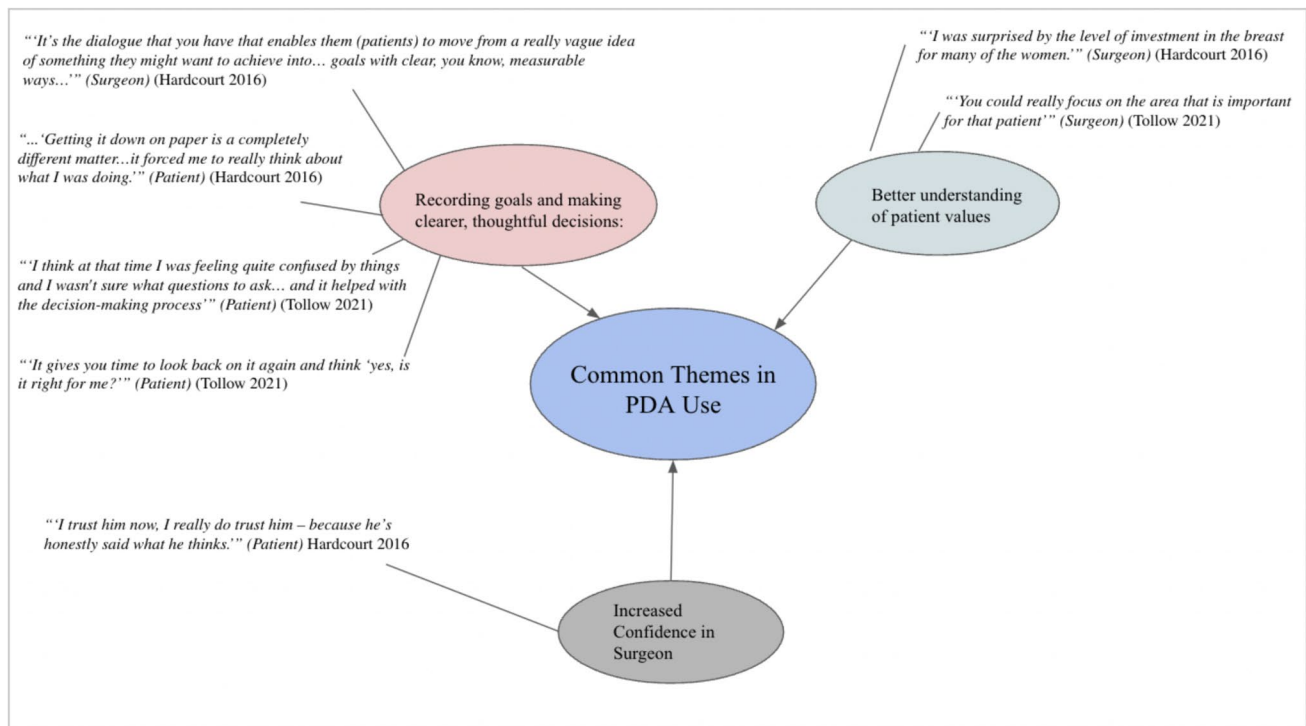 “‘It’s the dialogue that you have that enables them (patients) to move from a really vague idea
of something they might want to achieve into… goals with clear, you know, measurable
ways…’” (Surgeon) (Hardcourt 2016)
“...‘Getting it down on paper is a completely
different matter…it forced me to really think about
what I was doing.’” (Patient) (Hardcourt 2016)
“‘I think at that time I was feeling quite confused by things
and I wasn't sure what questions to ask… and it helped with
the decision-making process’” (Patient) (Tollow 2021)
“‘It gives you time to look back on it again and think ‘yes, is
it right for me?’” (Patient) (Tollow 2021)
Recording goals and making
clearer, thoughtful decisions:
“‘I was surprised by the level of investment in the breast
for many of the women.’” (Surgeon) (Hardcourt 2016)
“‘You could really focus on the area that is important
for that patient’” (Surgeon) (Tollow 2021)
Better understanding
of patient values
Common Themes in
PDA Use
“‘I trust him now, I really do trust him – because he’s
honestly said what he thinks.’” (Patient) Hardcourt 2016
Increased
Confidence in
Surgeon